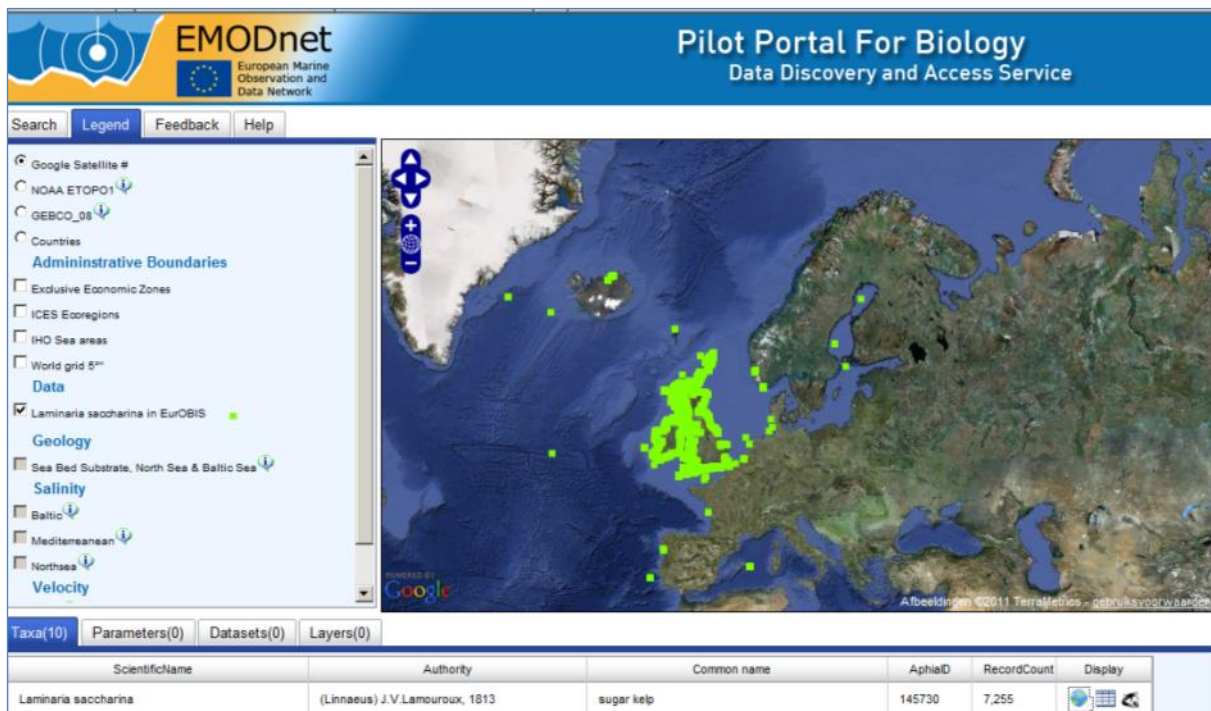 EMODnet
European Marine
Observation and
Data Network
Pilot Portal For Biology
Data Discovery and Access Service
Search Legend Feedback Help
Google Satellite #
NOAA ETOPO1
GEBCO_08
Countries
Admininstrative Boundaries
Exclusive Economic Zones
ICES Ecoregions
IHO Sea areas
World grid 5°"
Data
Laminaria saccharina in EurOBIS
Geology
Sea Bed Substrate, North Sea & Baltic Sea
Salinity
Baltic
Mediterreanean
Northsea
Velocity
POWERED BY
Google
Afbeeldingen ©2011 TerraMetrics - gebruiksvoorwaarden
Taxa(10) Parameters(0) Datasets(0) Layers(0)
ScientificName Authority Common name AphiaID RecordCount Display
Laminaria saccharina (Linnaeus) J.V.Lamouroux, 1813 sugar kelp 145730 7,255